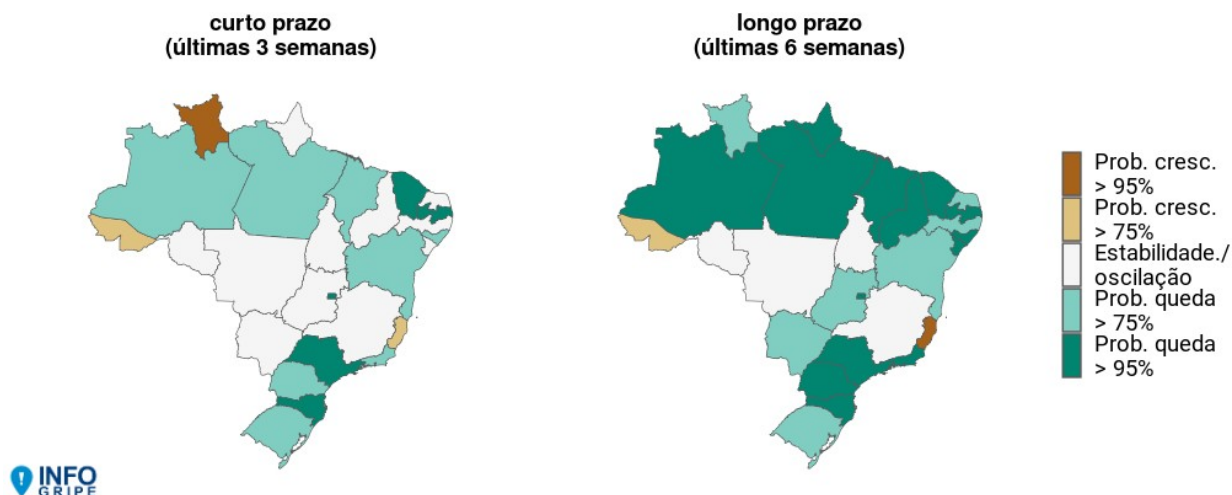 curto prazo
(últimas 3 semanas)
longo prazo
(últimas 6 semanas)
Prob. cresc.
> 95%
Prob. cresc.
> 75%
Estabilidade./
oscilação
Prob. queda
> 75%
Prob. queda
> 95%
INFO
GRIPE